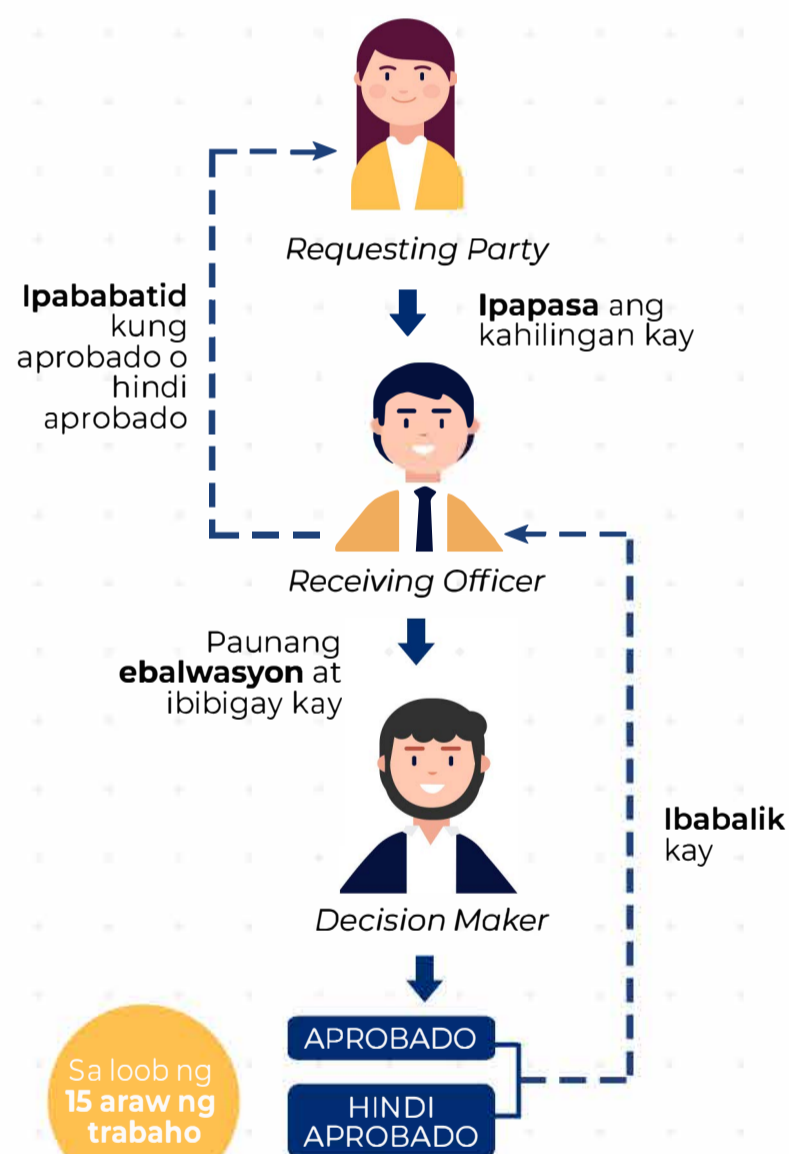 Requesting Party
Ipapasa ang
kahilingan kay
Ipababatid
kung
aprobado o
hindi
aprobado
Receiving Officer
Paunang
ebalwasyon at
ibibigay kay
Decision Maker
Ibabalik
kay
APROBADO
HINDI
APROBADO
Sa loob ng
15 araw ng
trabaho